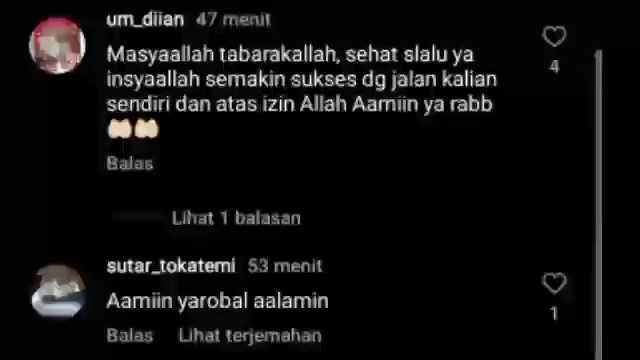 um_diian 47 menit
Masyaallah tabarakallah, sehat slalu ya
insyaallah semakin sukses dg jalan kalian
sendiri dan atas izin Allah Aamiin ya rabb
🤲🏻🤲🏻
4
Balas
Lihat 1 balasan
sutar_tokatemi 53 menit
Aamiin yarobal aalamin
1
Balas Lihat terjemahan